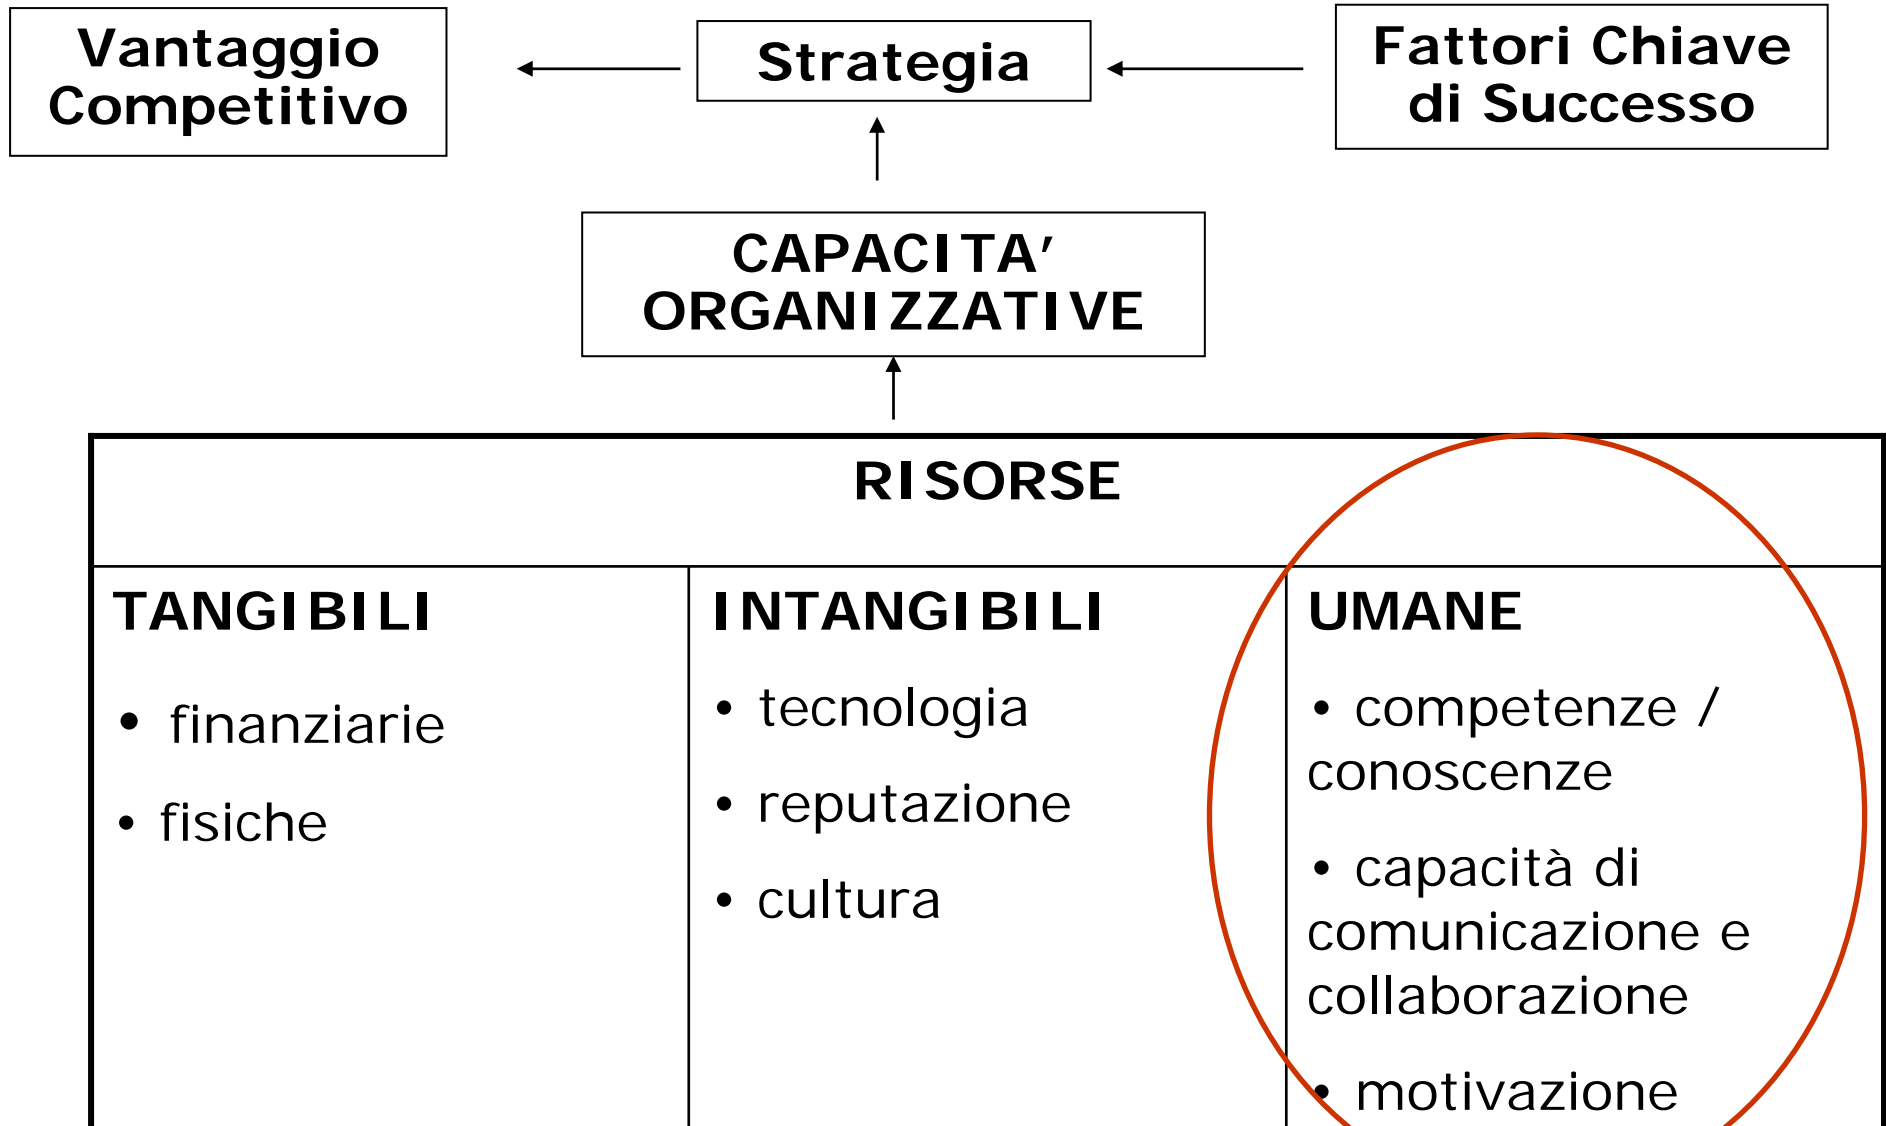 Vantaggio
Competitivo
Strategia
Fattori Chiave
di Successo
CAPACITA'
ORGANIZZATIVE
RISORSE
TANGIBILI
• finanziarie
• fisiche
INTANGIBILI
• tecnologia
• reputazione
• cultura
UMANE
• competenze /
conoscenze
• capacità di
comunicazione e
collaborazione
• motivazione